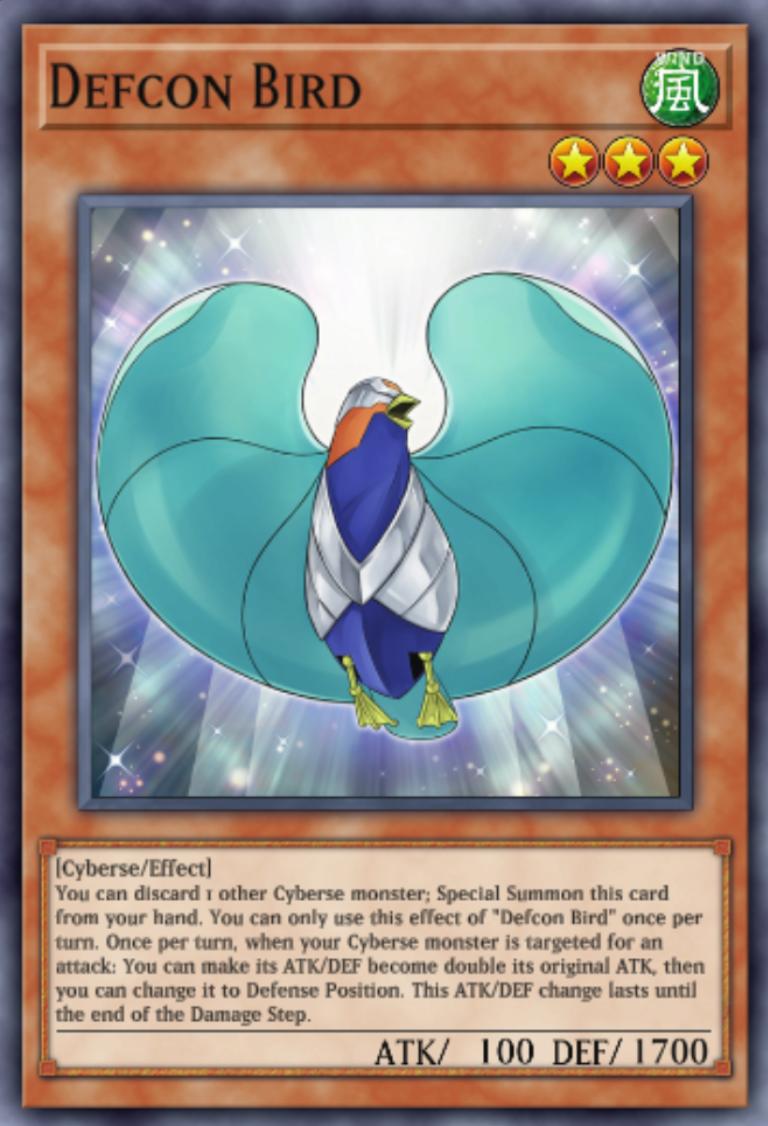 Defcon Bird
WIND
風
[Cyberse/Effect]
You can discard 1 other Cyberse monster; Special Summon this card
from your hand. You can only use this effect of "Defcon Bird" once per
turn. Once per turn, when your Cyberse monster is targeted for an
attack: You can make its ATK/DEF become double its original ATK, then
you can change it to Defense Position. This ATK/DEF change lasts until
the end of the Damage Step.
ATK/ 100 DEF/ 1700